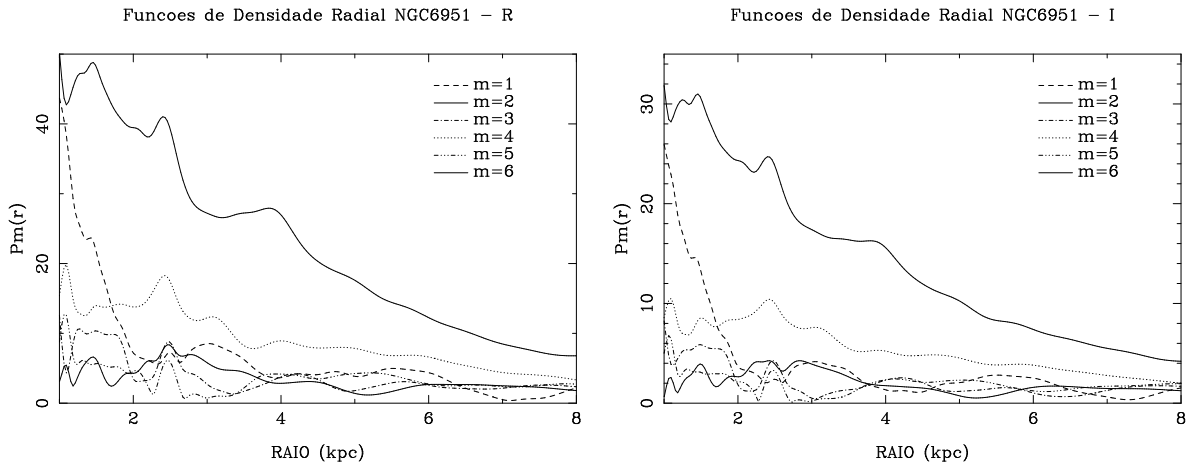 Funcoes de Densidade Radial NGC6951 − R
m=1
m=2
m=3
m=4
m=5
m=6
40
20
0
Pm(r)
2
4
6
8
RAIO (kpc)
Funcoes de Densidade Radial NGC6951 − I
m=1
m=2
m=3
m=4
m=5
m=6
30
20
10
0
Pm(r)
2
4
6
8
RAIO (kpc)